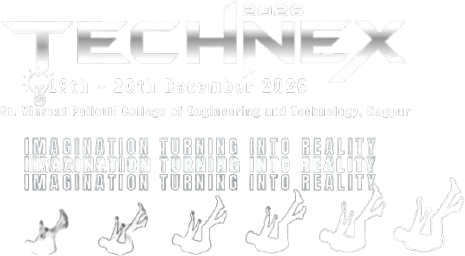 2026
TECHNEX
19th - 20th December 2026
St. Vincent Pallotti College of Engineering and Technology, Nagpur
IMAGINATION TURNING INTO REALITY
IMAGINATION TURNING INTO REALITY
IMAGINATION TURNING INTO REALITY